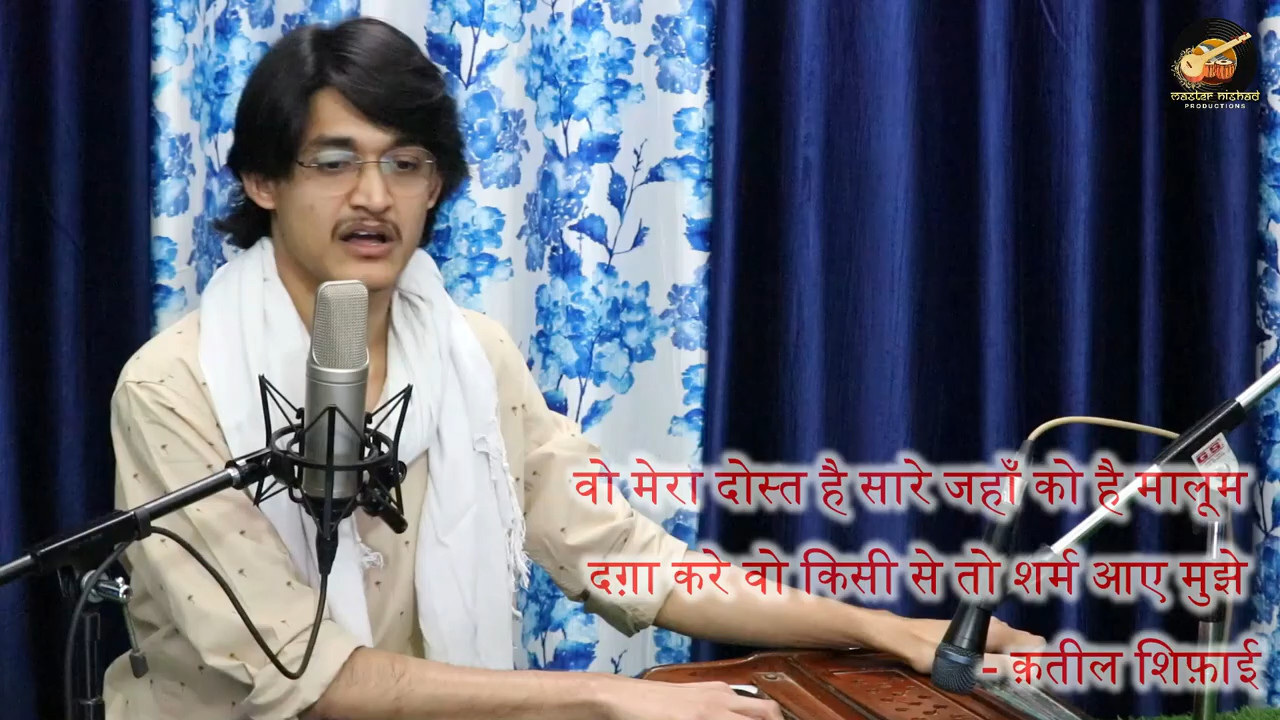 MASTER NISHAD
PRODUCTIONS
वो मेरा दोस्त है सारे जहाँ को है मालूम
दग़ा करे वो किसी से तो शर्म आए मुझे
- क़तील शिफ़ाई